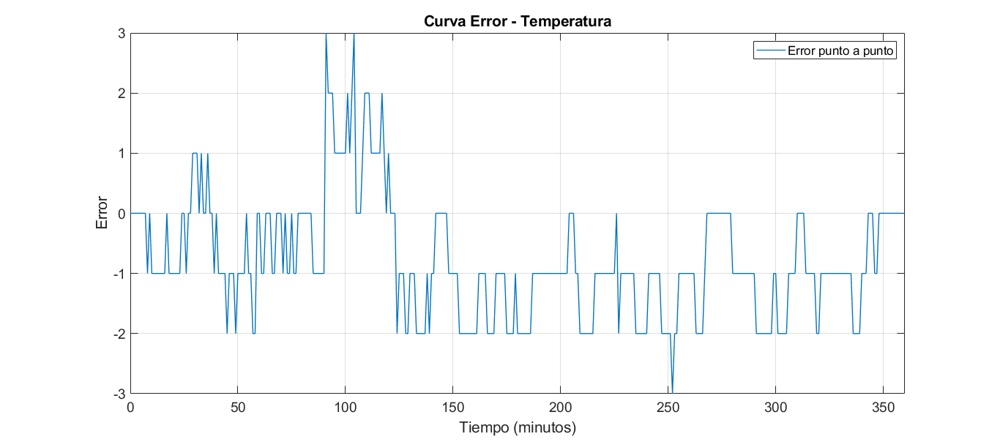 Curva Error - Temperatura
Error punto a punto
3
2
1
0
-1
-2
-3
Error
0 50 100 150 200 250 300 350
Tiempo (minutos)